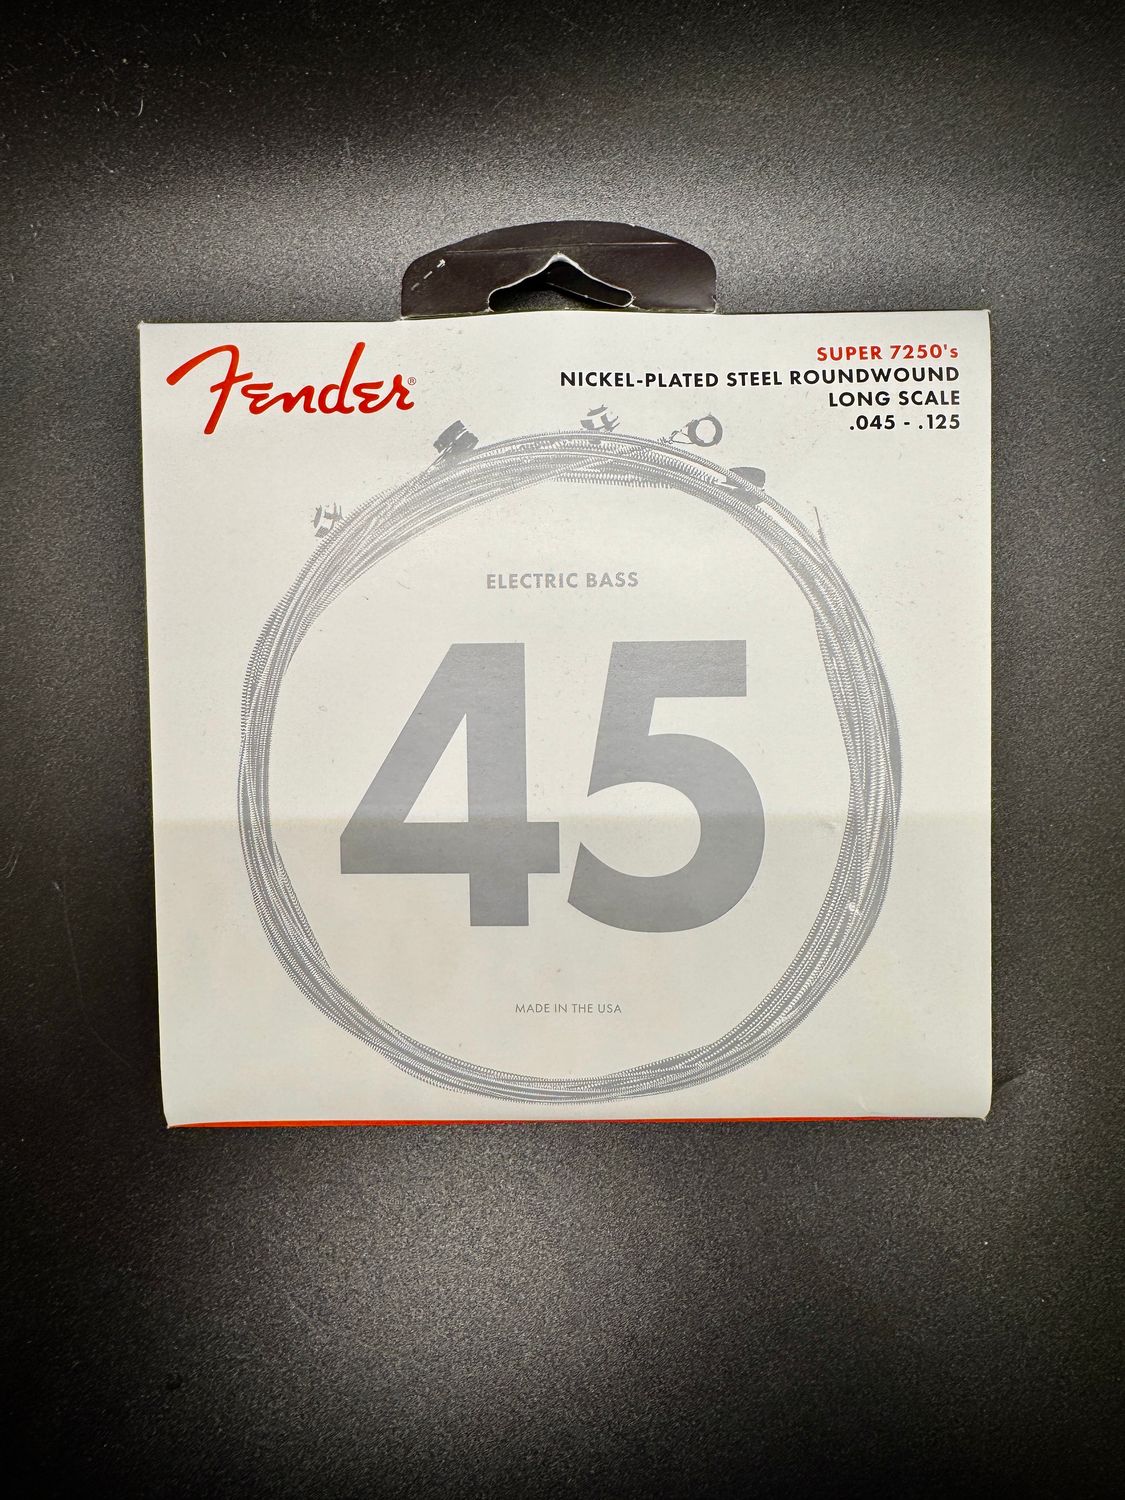 Fender®
SUPER 7250's
NICKEL-PLATED STEEL ROUNDWOUND
LONG SCALE
.045 - .125
ELECTRIC BASS
45
MADE IN THE USA